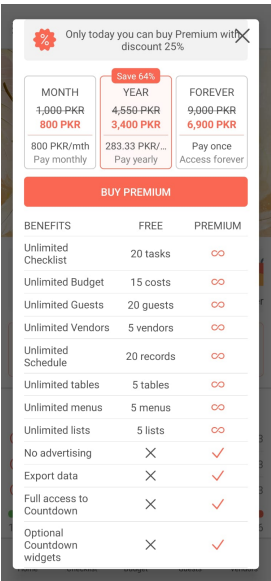 Only today you can buy Premium with
discount 25%
Save 64%
MONTH YEAR FOREVER
1,000 PKR 4,550 PKR 9,000 PKR
800 PKR 3,400 PKR 6,900 PKR
800 PKR/mth 283.33 PKR/... Pay once
Pay monthly Pay yearly Access forever
BUY PREMIUM
BENEFITS FREE PREMIUM
Unlimited
Checklist 20 tasks ∞
Unlimited Budget 15 costs ∞
Unlimited Guests 20 guests ∞
Unlimited Vendors 5 vendors ∞
Unlimited
Schedule 20 records ∞
Unlimited tables 5 tables ∞
Unlimited menus 5 menus ∞
Unlimited lists 5 lists ∞
No advertising
Export data
Full access to
Countdown
Optional
Countdown
widgets